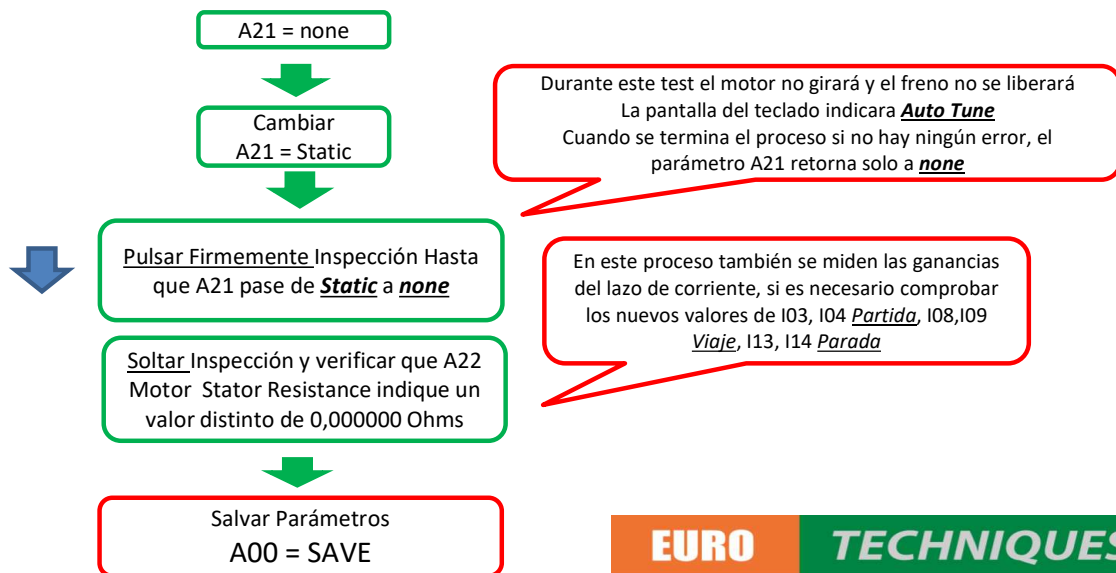 A21 = none
Cambiar
A21 = Static
Durante este test el motor no girará y el freno no se liberará
La pantalla del teclado indicara Auto Tune
Cuando se termina el proceso si no hay ningún error, el
parámetro A21 retorna solo a none
Pulsar Firmemente Inspección Hasta
que A21 pase de Static a none
En este proceso también se miden las ganancias
del lazo de corriente, si es necesario comprobar
los nuevos valores de I03, I04 Partida, I08,I09
Viaje, I13, I14 Parada
Soltar Inspección y verificar que A22
Motor Stator Resistance indique un
valor distinto de 0,000000 Ohms
Salvar Parámetros
A00 = SAVE
EURO TECHNIQUES